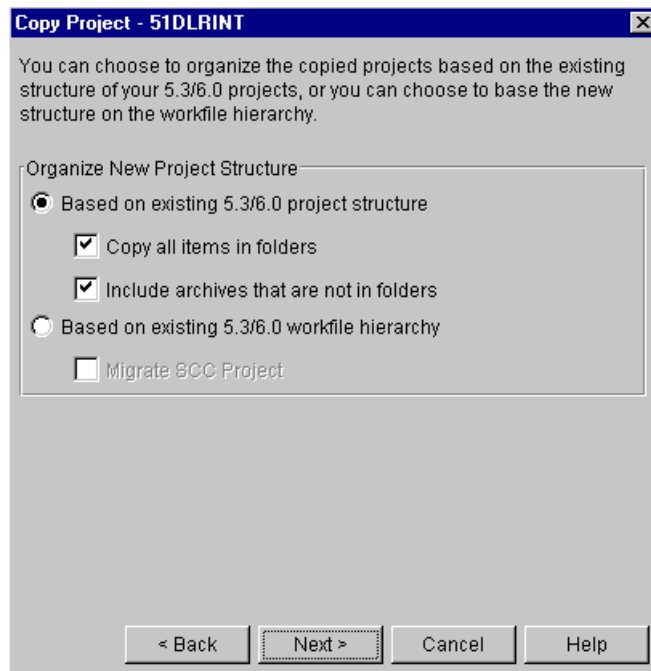 Copy Project - 51DLRINT
You can choose to organize the copied projects based on the existing
structure of your 5.3/6.0 projects, or you can choose to base the new
structure on the workfile hierarchy.
Organize New Project Structure
Based on existing 5.3/6.0 project structure
Copy all items in folders
Include archives that are not in folders
Based on existing 5.3/6.0 workfile hierarchy
Migrate SCC Project
< Back
Next >
Cancel
Help